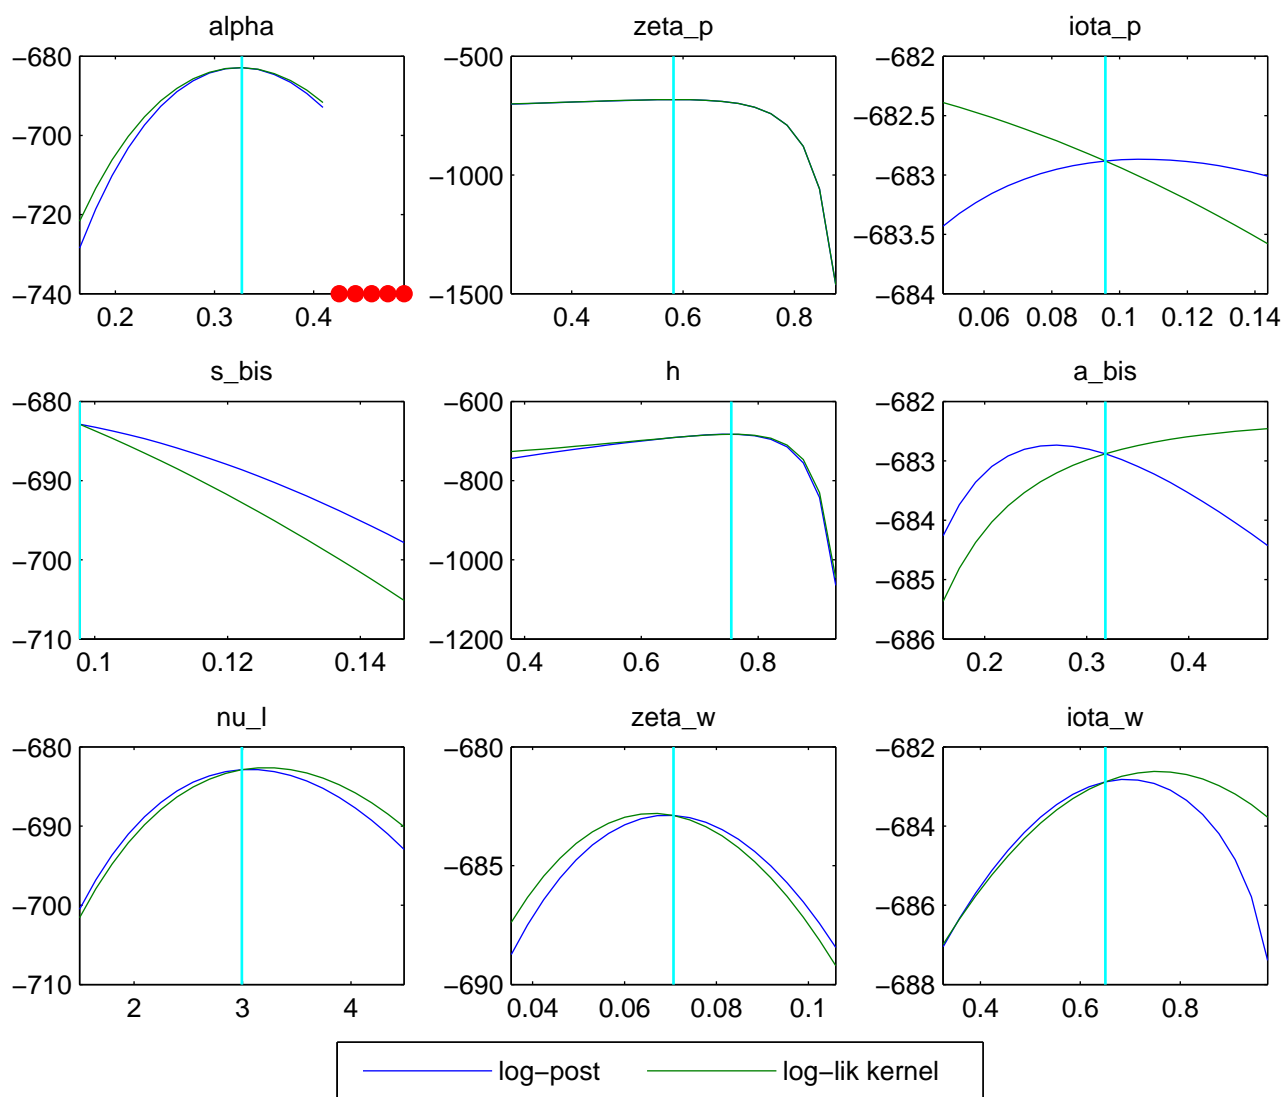 alpha
zeta_p
iota_p
−680
−700
−720
−740
0.2 0.3 0.4
−500
−1000
−1500
0.4 0.6 0.8
−682
−682.5
−683
−683.5
−684
0.06 0.08 0.1 0.12 0.14
s_bis
h
a_bis
−680
−690
−700
−710
0.1 0.12 0.14
−600
−800
−1000
−1200
0.4 0.6 0.8
−682
−683
−684
−685
−686
0.2 0.3 0.4
nu_l
zeta_w
iota_w
−680
−690
−700
−710
2 3 4
−680
−685
−690
0.04 0.06 0.08 0.1
−682
−684
−686
−688
0.4 0.6 0.8
log−post
log−lik kernel